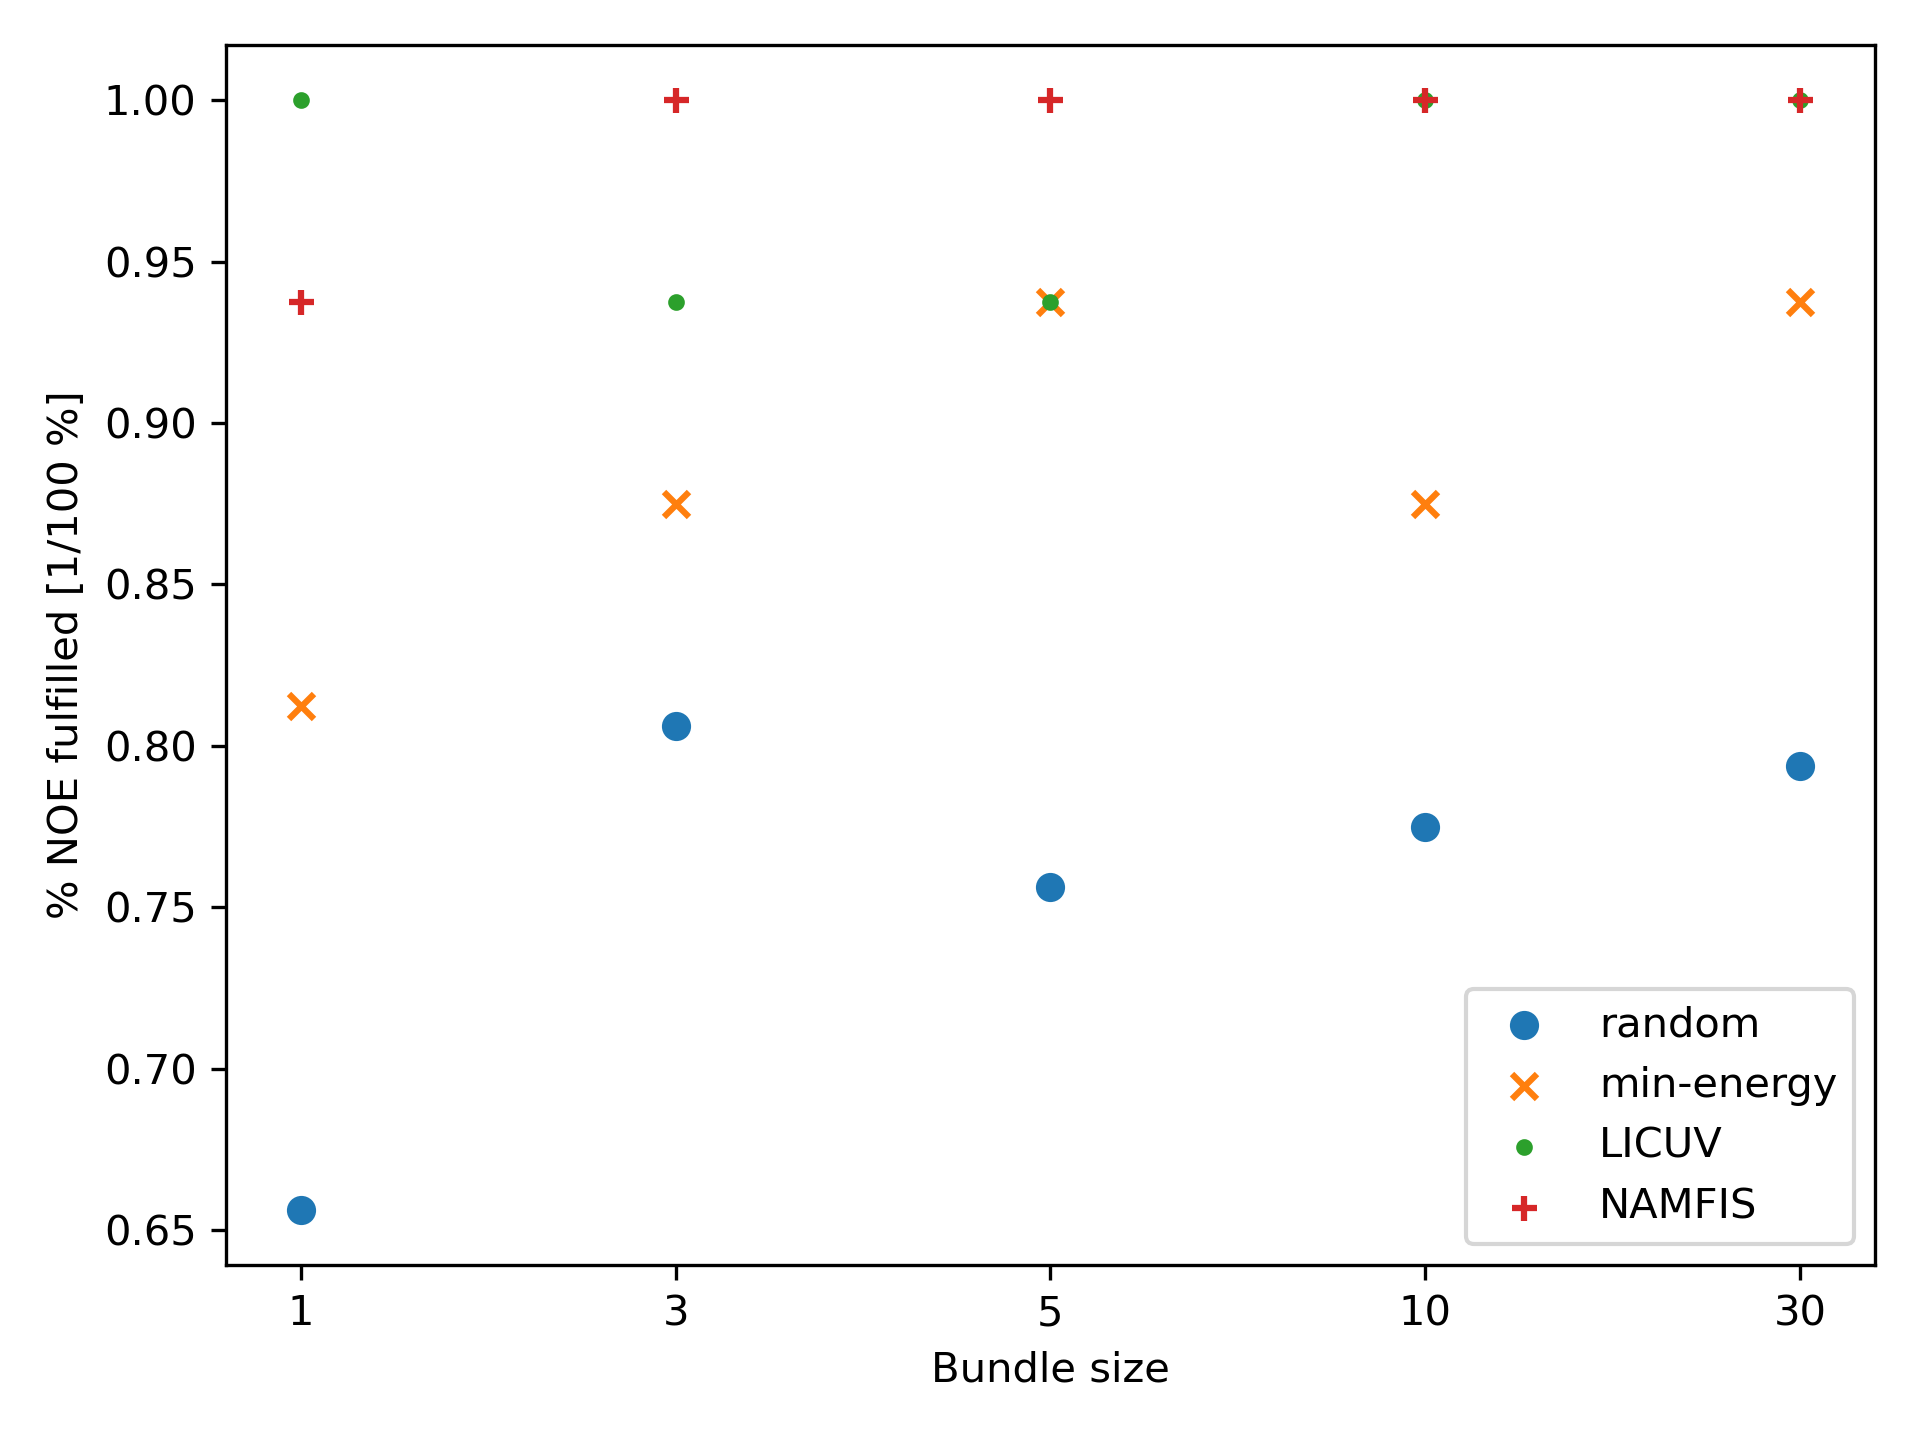 1.00
0.95
0.90
0.85
0.80
0.75
0.70
0.65
% NOE fulfilled [1/100 %]
random
min-energy
LICUV
NAMFIS
1 3 5 10 30
Bundle size